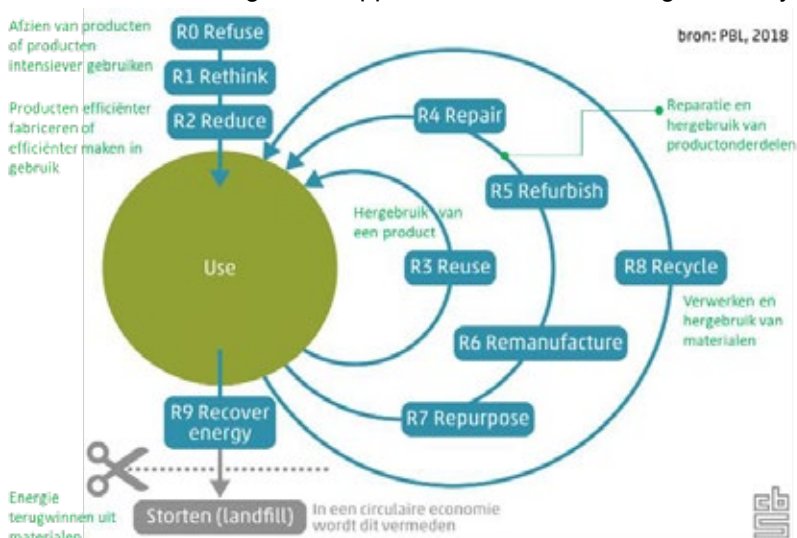 Afzien van producten
of producten
intensiever gebruiken
R0 Refuse
R1 Rethink
bron: PBL, 2018
Producten efficiënter
fabriceren of
efficiënter maken in
gebruik
R2 Reduce
R4 Repair
Reparatie en
hergebruik van
productonderdelen
R5 Refurbish
Hergebruik van
een product
Use
R3 Reuse
R8 Recycle
Verwerken en
hergebruik van
materialen
R6 Remanufacture
R7 Repurpose
R9 Recover
energy
Energie
terugwinnen uit
materialen
Storten (landfill)
In een circulaire economie
wordt dit vermeden
cbs